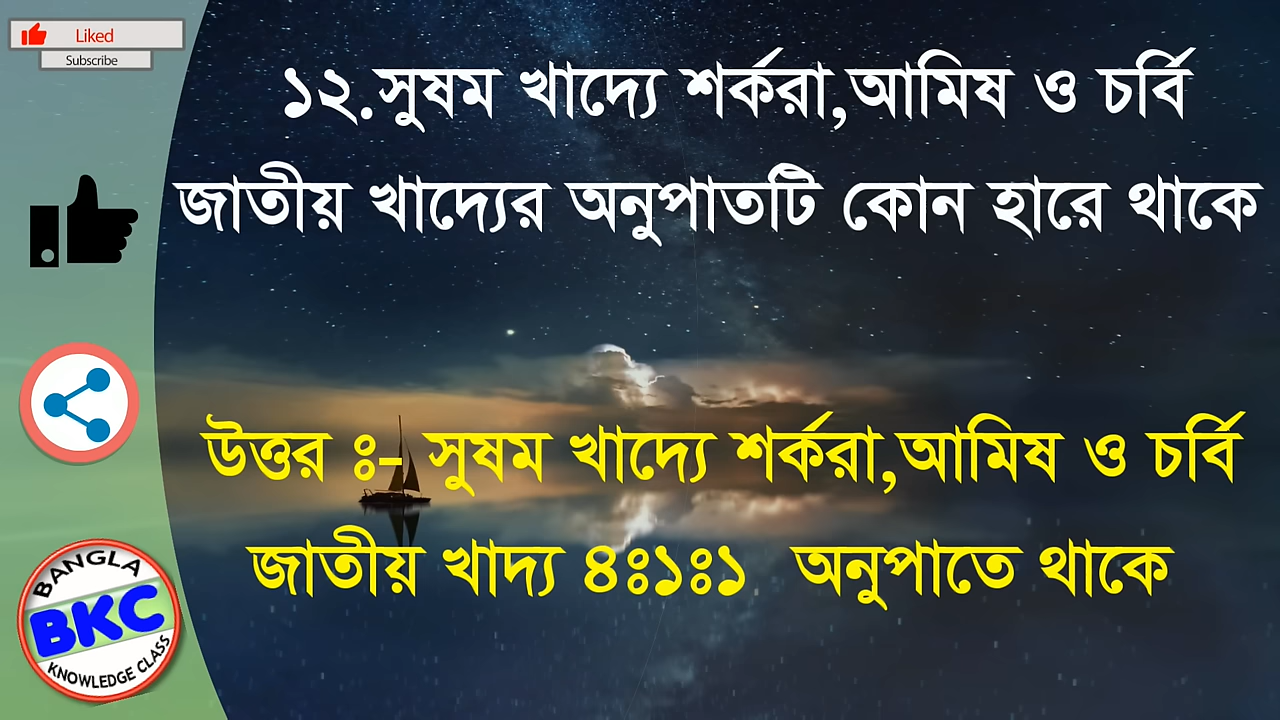 Liked
Subscribe
১২.সুষম খাদ্যে শর্করা,আমিষ ও চর্বি
জাতীয় খাদ্যের অনুপাতটি কোন হারে থাকে
উত্তর ঃ- সুষম খাদ্যে শর্করা,আমিষ ও চর্বি
জাতীয় খাদ্য ৪ঃ১ঃ১ অনুপাতে থাকে
BANGLA
BKC
KNOWLEDGE CLASS